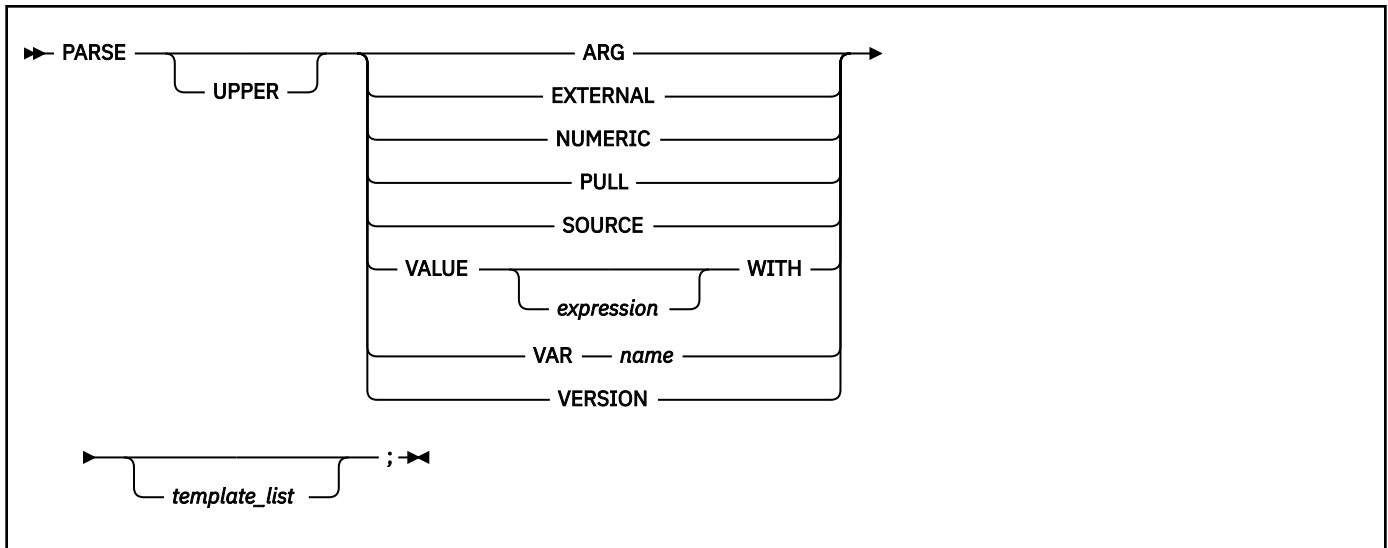 PARSE ARG
UPPER
EXTERNAL
NUMERIC
PULL
SOURCE
VALUE WITH
expression
VAR name
VERSION
;
template_list